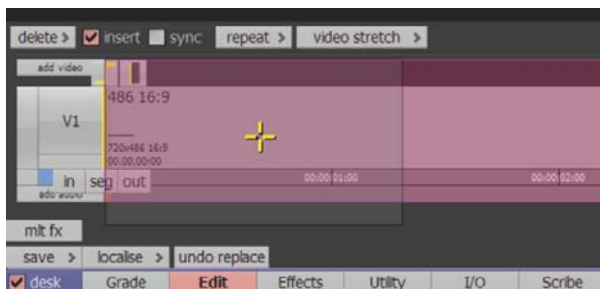 delete > insert sync repeat > video stretch >
add video
486 16:9
V1
720x486 16:9
00.00.00:00
in seg out 00:00:01:00 00:00:02:00
add audio
mlt fx
save > localise > undo replace
desk Grade Edit Effects Utility I/O Scribe